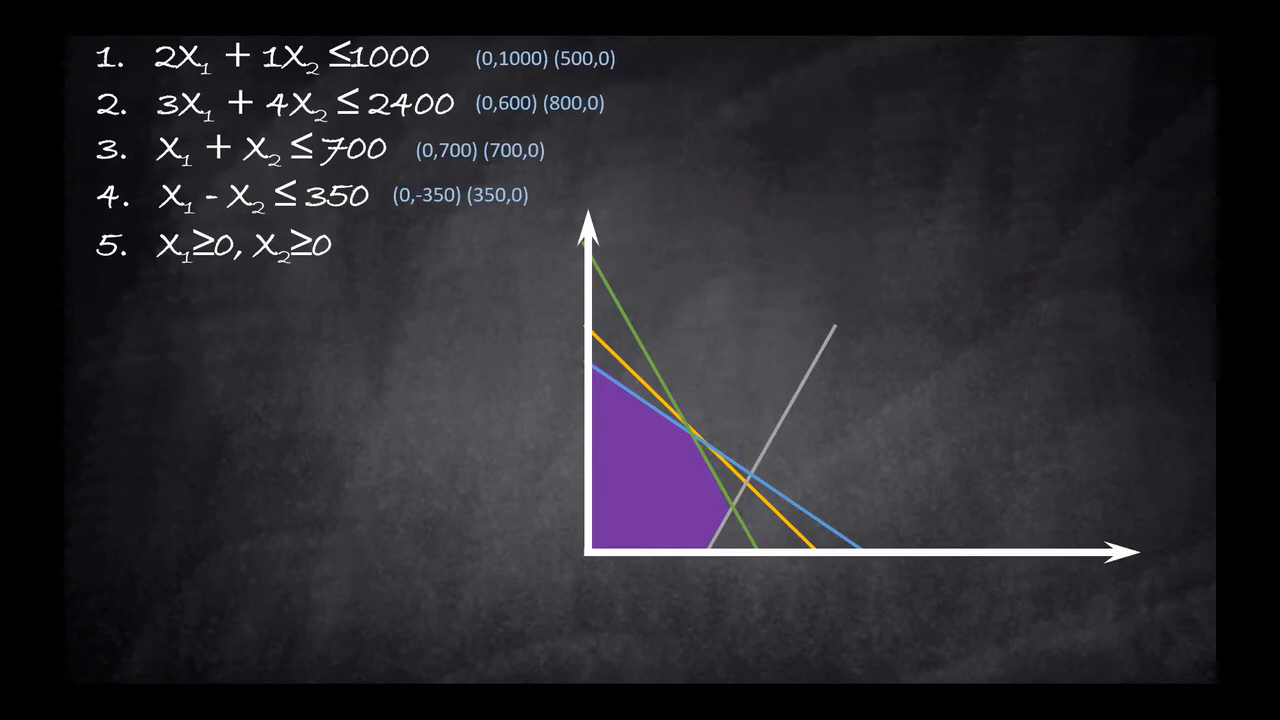 1. 2X₁ + 1X₂ ≤1000 (0,1000) (500,0)
2. 3X₁ + 4X₂ ≤ 2400 (0,600) (800,0)
3. X₁ + X₂ ≤ 700 (0,700) (700,0)
4. X₁ - X₂ ≤ 350 (0,-350) (350,0)
5. X₁≥0, X₂≥0